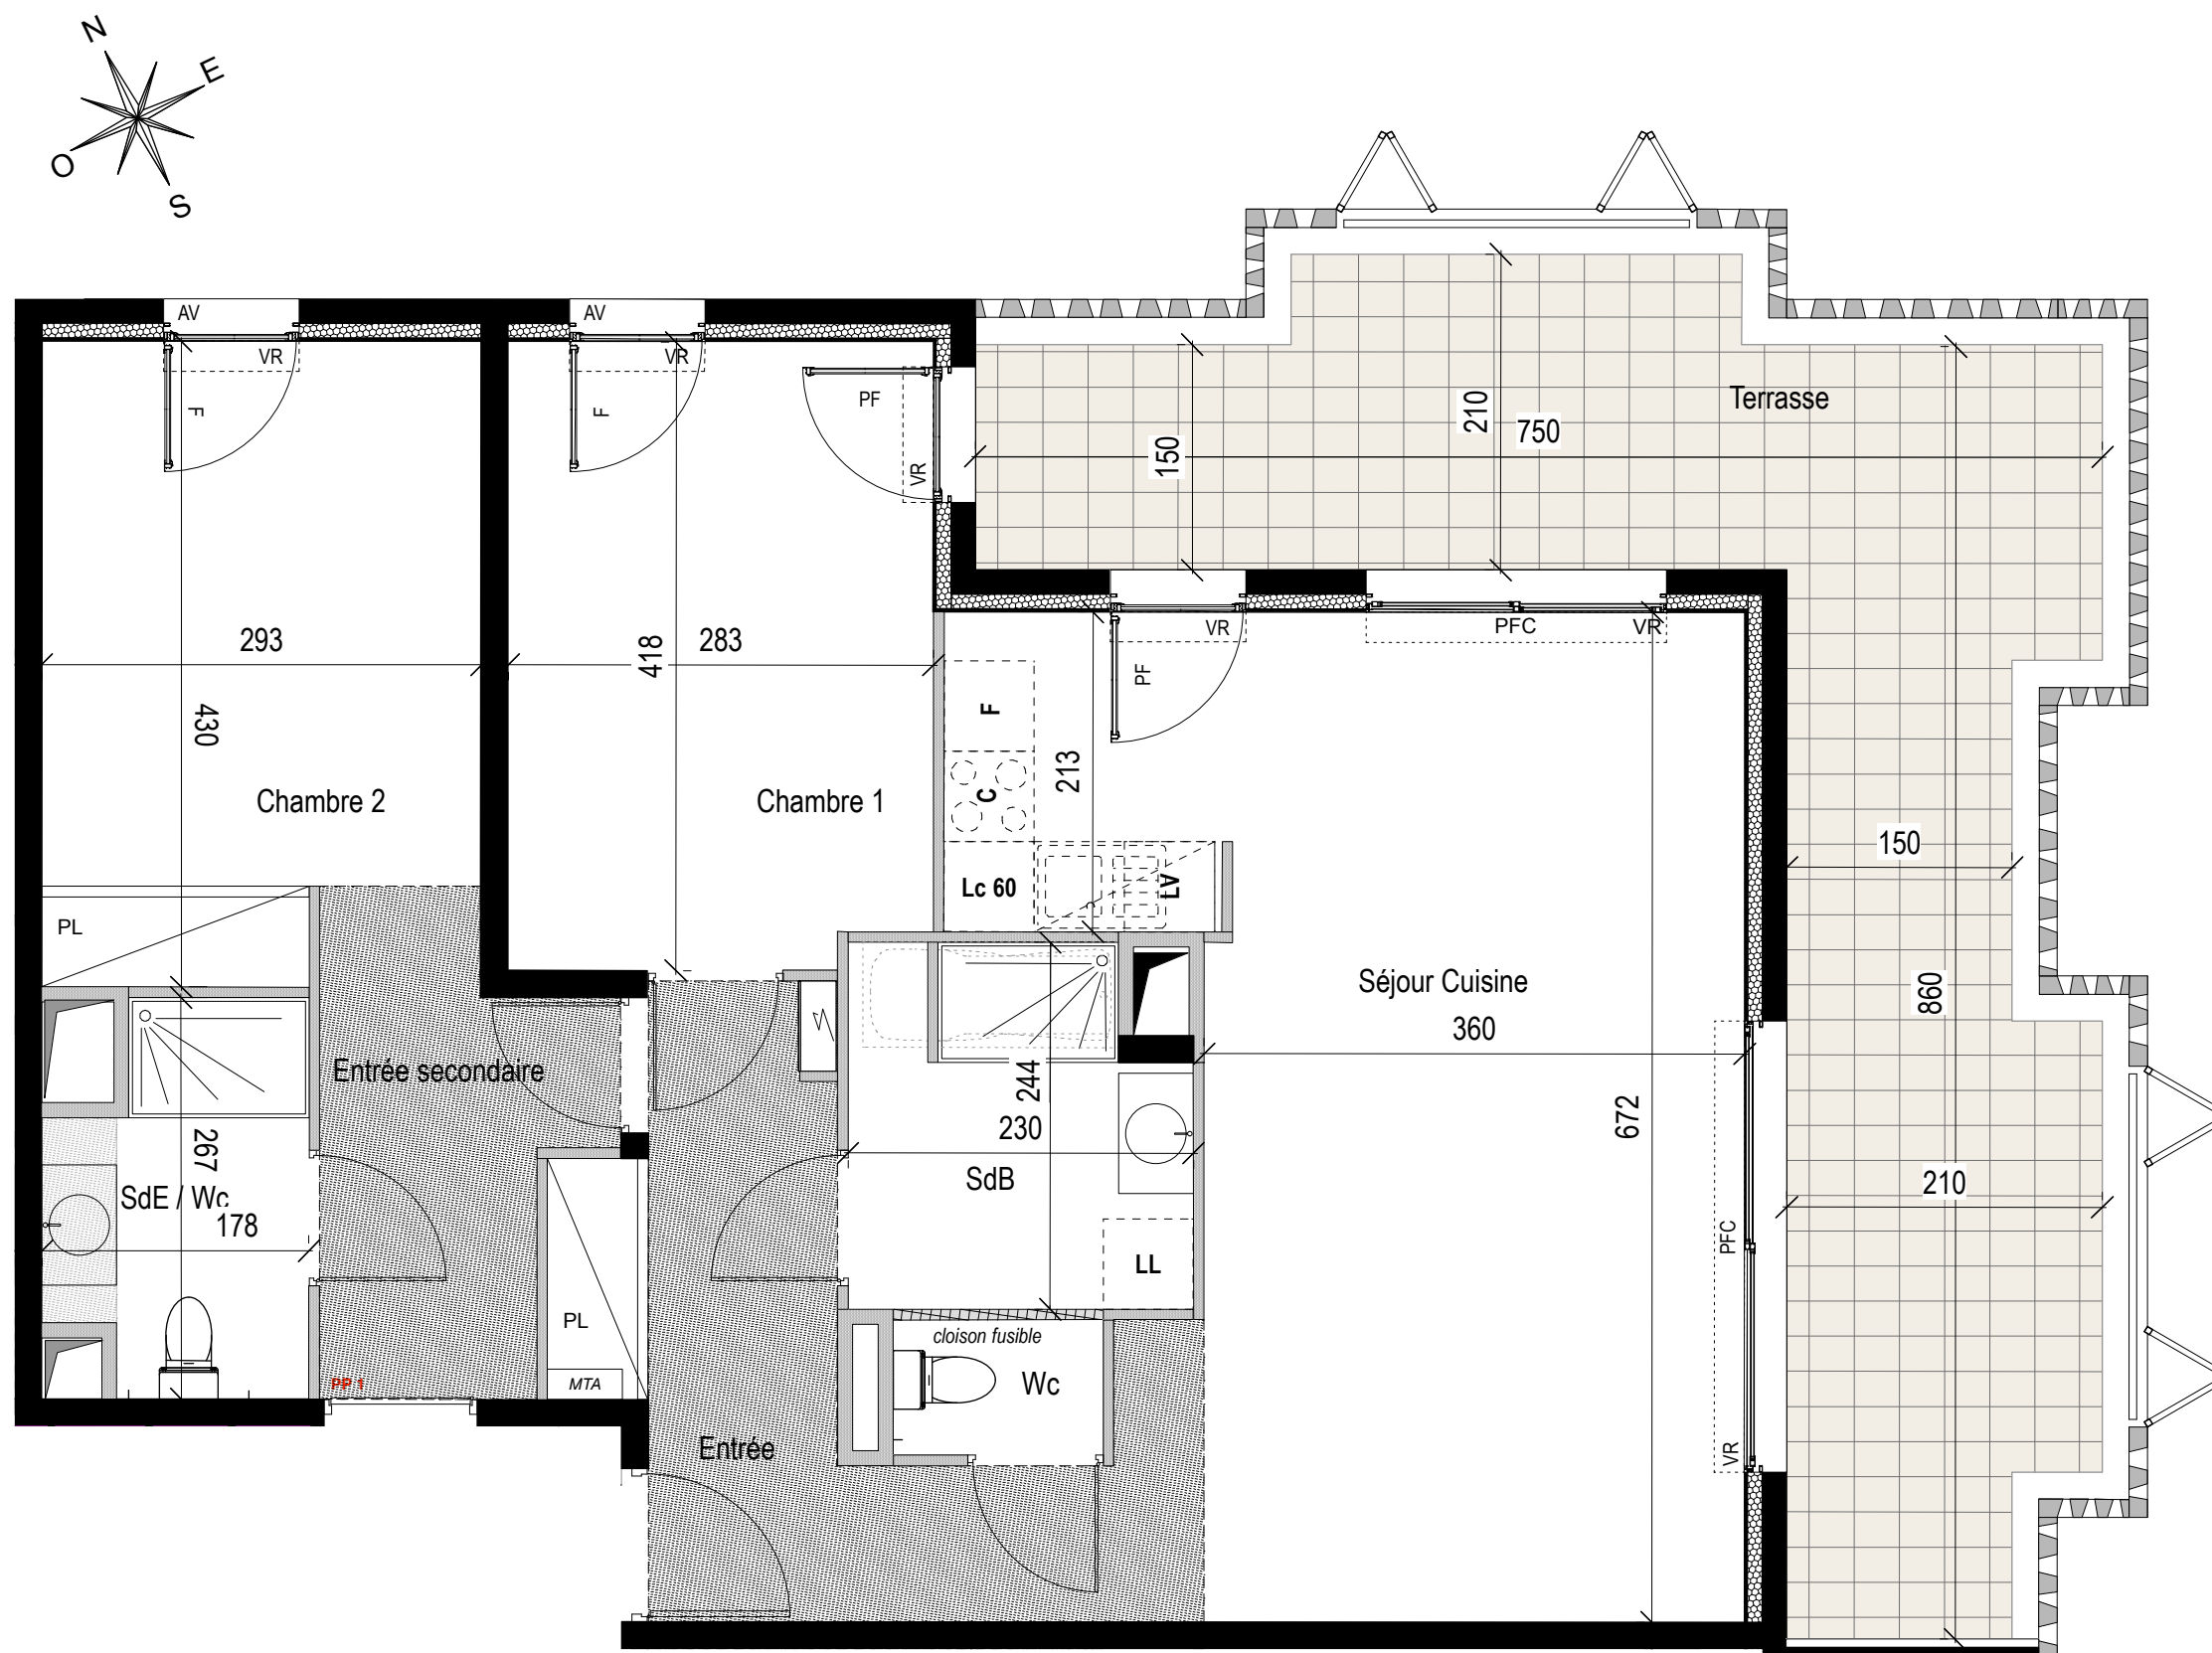 N
E
O
S
AV
VR
F
AV
VR
F
PF
VR
Terrasse
210
750
150
VR
PF
PFC
VR
293
418
283
430
F
C
213
Lc 60
LV
Chambre 2
Chambre 1
150
860
PL
Séjour Cuisine
360
Entrée secondaire
244
230
672
267
SdE / Wc
178
SdB
210
PFC
LL
PL
cloison fusible
Wc
MTA
PP 1
Entrée
VR